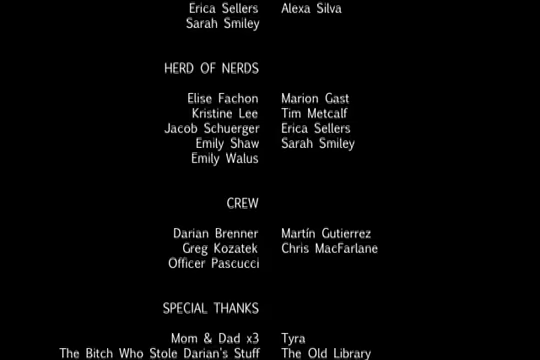 Erica Sellers Alexa Silva
Sarah Smiley
HERD OF NERDS
Elise Fachon Marion Gast
Kristine Lee Tim Metcalf
Jacob Schuerger Erica Sellers
Emily Shaw Sarah Smiley
Emily Walus
CREW
Darian Brenner Martín Gutierrez
Greg Kozatek Chris MacFarlane
Officer Pascucci
SPECIAL THANKS
Mom & Dad x3 Tyra
The Bitch Who Stole Darian's Stuff The Old Library